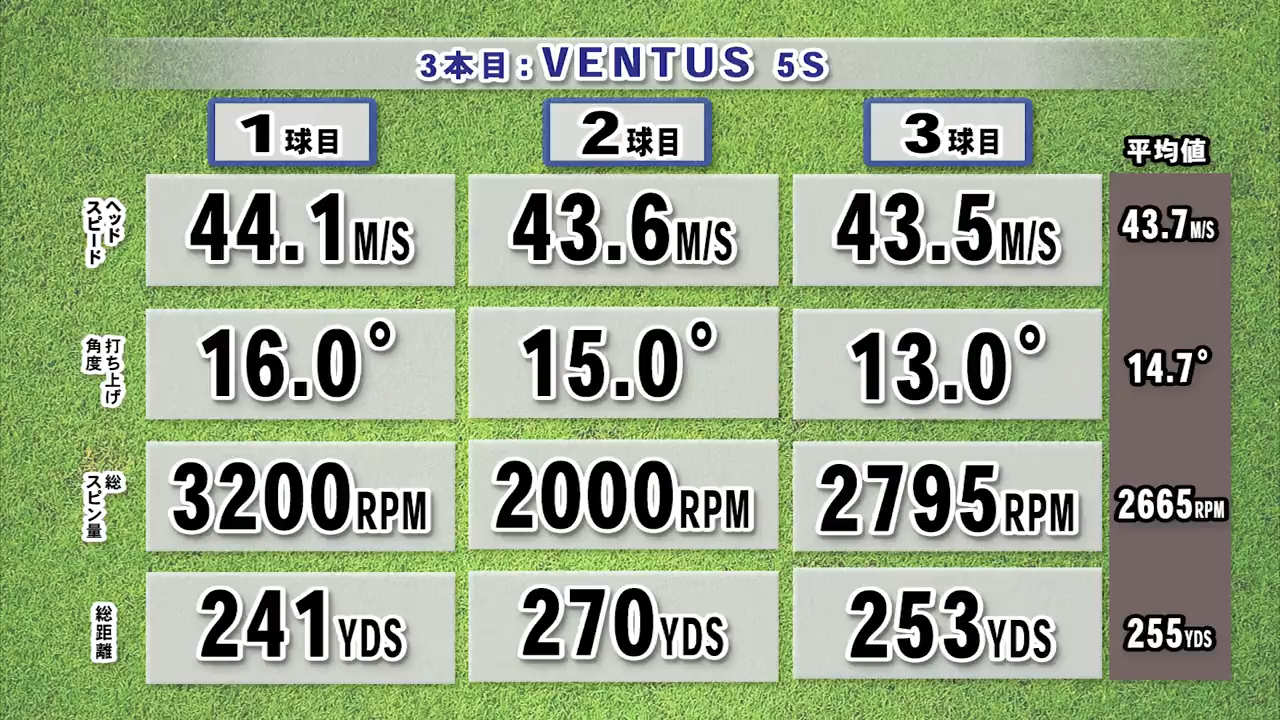 3本目:VENTUS 5S
1球目 2球目 3球目 平均値
ヘッドスピード 44.1M/S 43.6M/S 43.5M/S 43.7M/S
打ち上げ角度 16.0° 15.0° 13.0° 14.7°
総スピン量 3200RPM 2000RPM 2795RPM 2665RPM
総距離 241YDS 270YDS 253YDS 255YDS